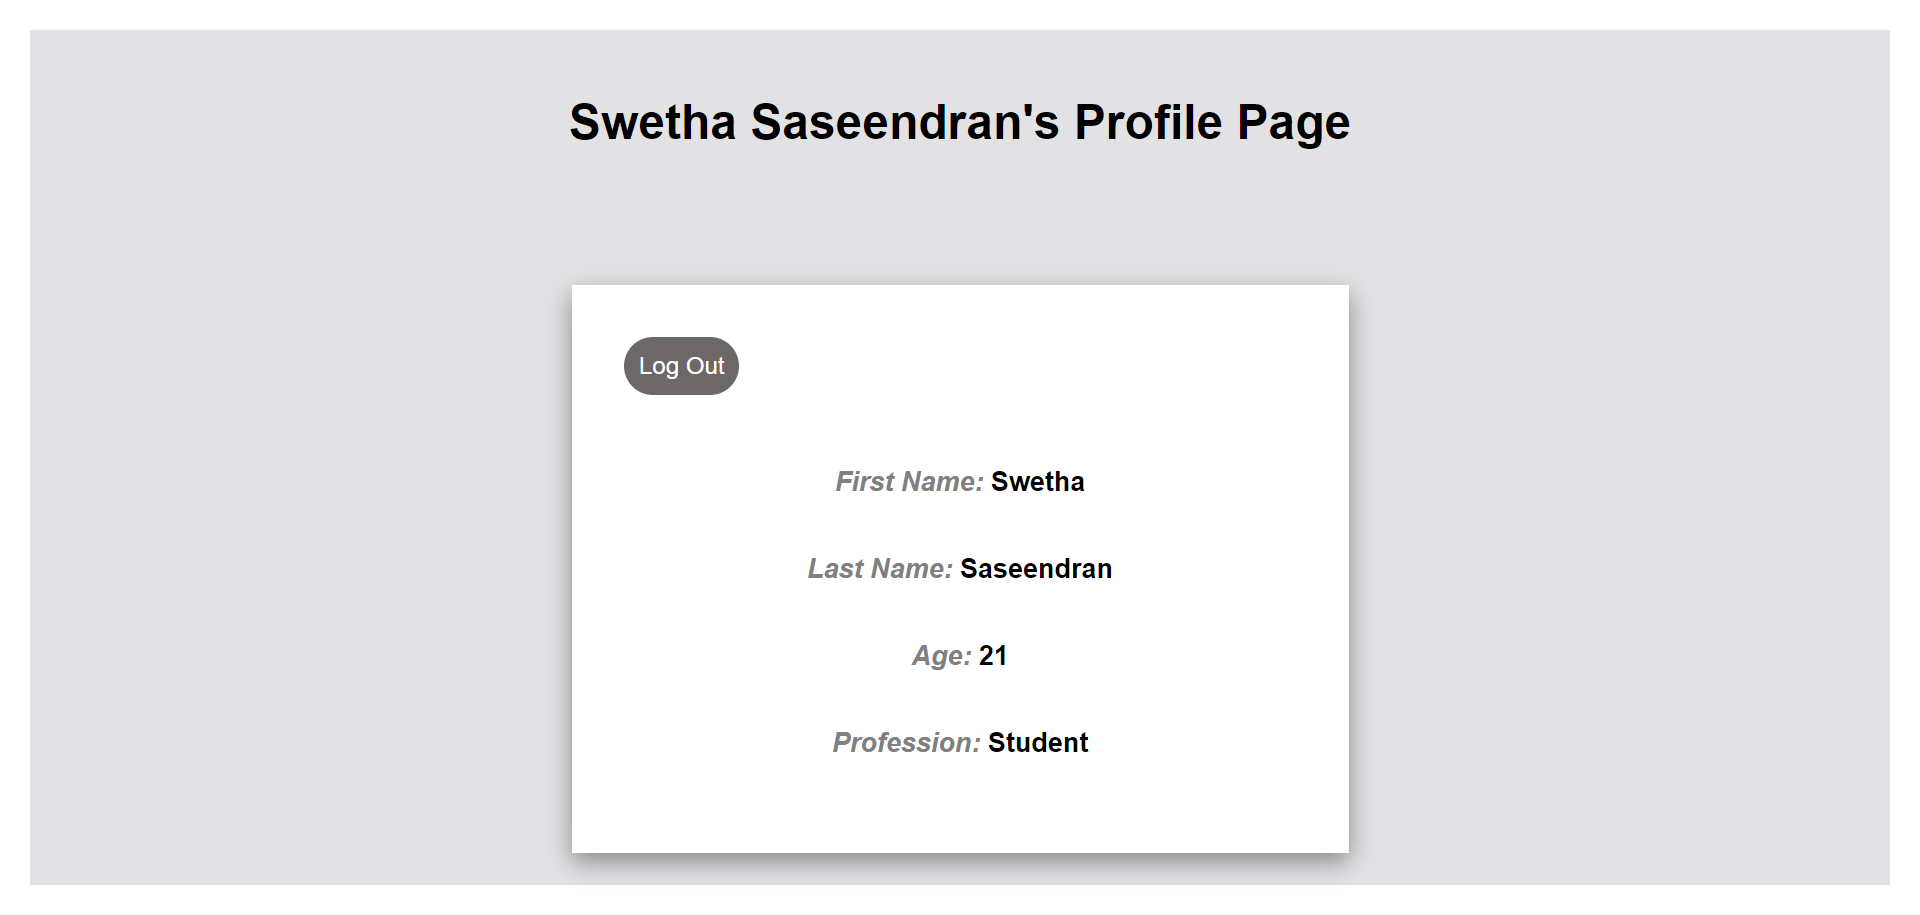 Swetha Saseendran's Profile Page
Log Out
First Name: Swetha
Last Name: Saseendran
Age: 21
Profession: Student